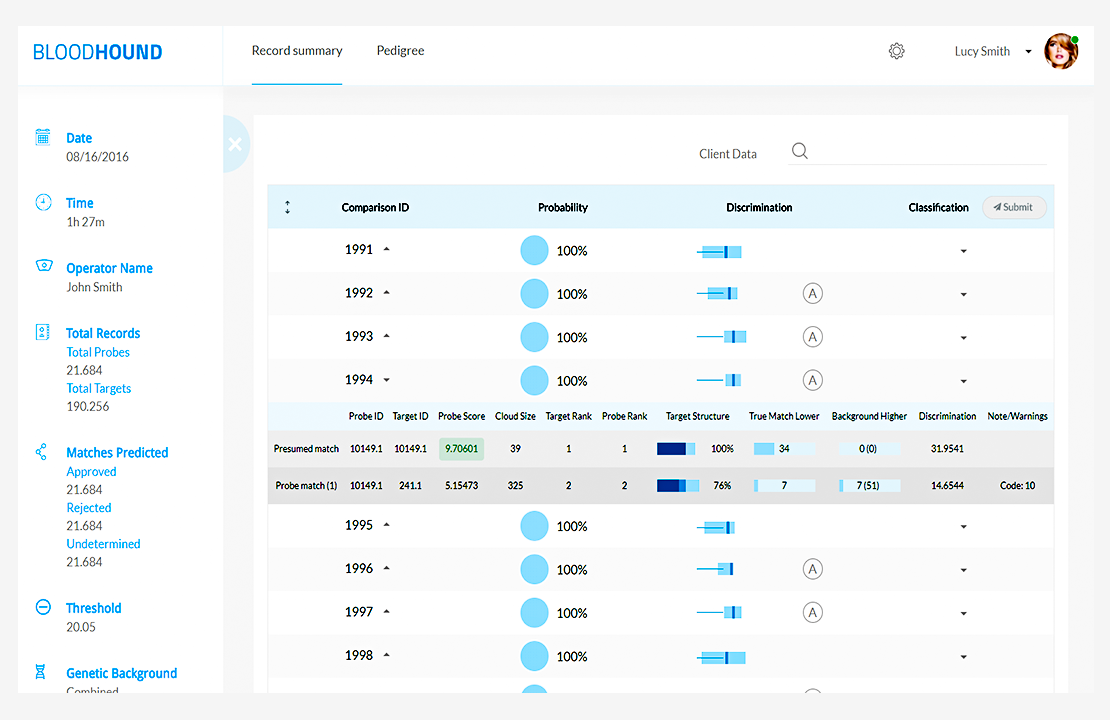 BLOODHOUND
Record summary Pedigree
Lucy Smith
Date
08/16/2016
Time
1h 27m
Operator Name
John Smith
Total Records
Total Probes
21.684
Total Targets
190.256
Matches Predicted
Approved
21.684
Rejected
21.684
Undetermined
21.684
Threshold
20.05
Genetic Background
Combined
Client Data
Comparison ID Probability Discrimination Classification Submit
1991 100%
1992 100% A
1993 100% A
1994 100% A
Probe ID Target ID Probe Score Cloud Size Target Rank Probe Rank Target Structure True Match Lower Background Higher Discrimination Note/Warnings
Presumed match 10149.1 10149.1 9.70601 39 1 1 100% 34 0 (0) 31.9541
Probe match (1) 10149.1 241.1 5.15473 325 2 2 76% 7 7 (51) 14.6544 Code: 10
1995 100%
1996 100% A
1997 100% A
1998 100%